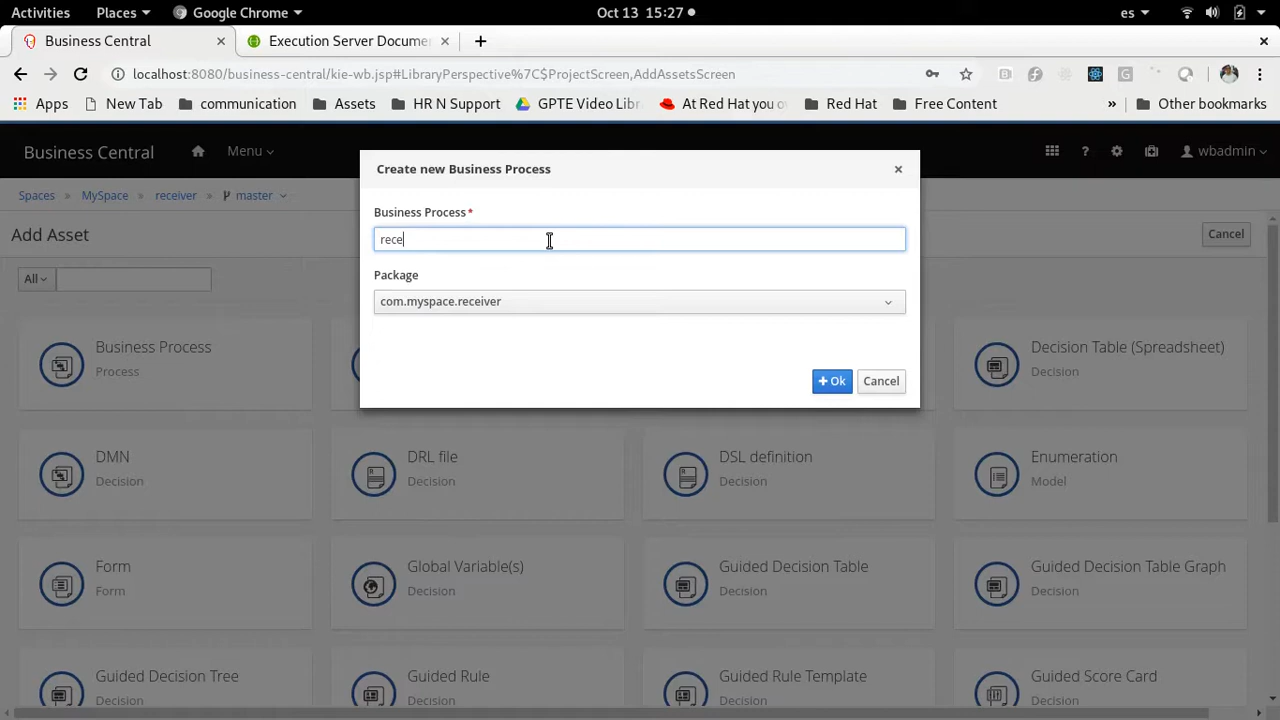 Activities Places Google Chrome Oct 13 15:27 es
Business Central Execution Server Docume
localhost:8080/business-central/kie-wb.jsp#LibraryPerspective%7C$ProjectScreen,AddAssetsScreen
Apps New Tab communication Assets HR N Support GPTE Video Libr At Red Hat you o Red Hat Free Content » Other bookmarks
Business Central Menu wbadmin
Spaces » MySpace » receiver » master
Add Asset
Cancel
All
Create new Business Process
Business Process*
rece
Package
com.myspace.receiver
+ Ok Cancel
Business Process
Process
Decision Table (Spreadsheet)
Decision
DMN
Decision
DRL file
Decision
DSL definition
Decision
Enumeration
Model
Form
Form
Global Variable(s)
Decision
Guided Decision Table
Decision
Guided Decision Table Graph
Decision
Guided Decision Tree
Decision
Guided Rule
Decision
Guided Rule Template
Decision
Guided Score Card
Decision